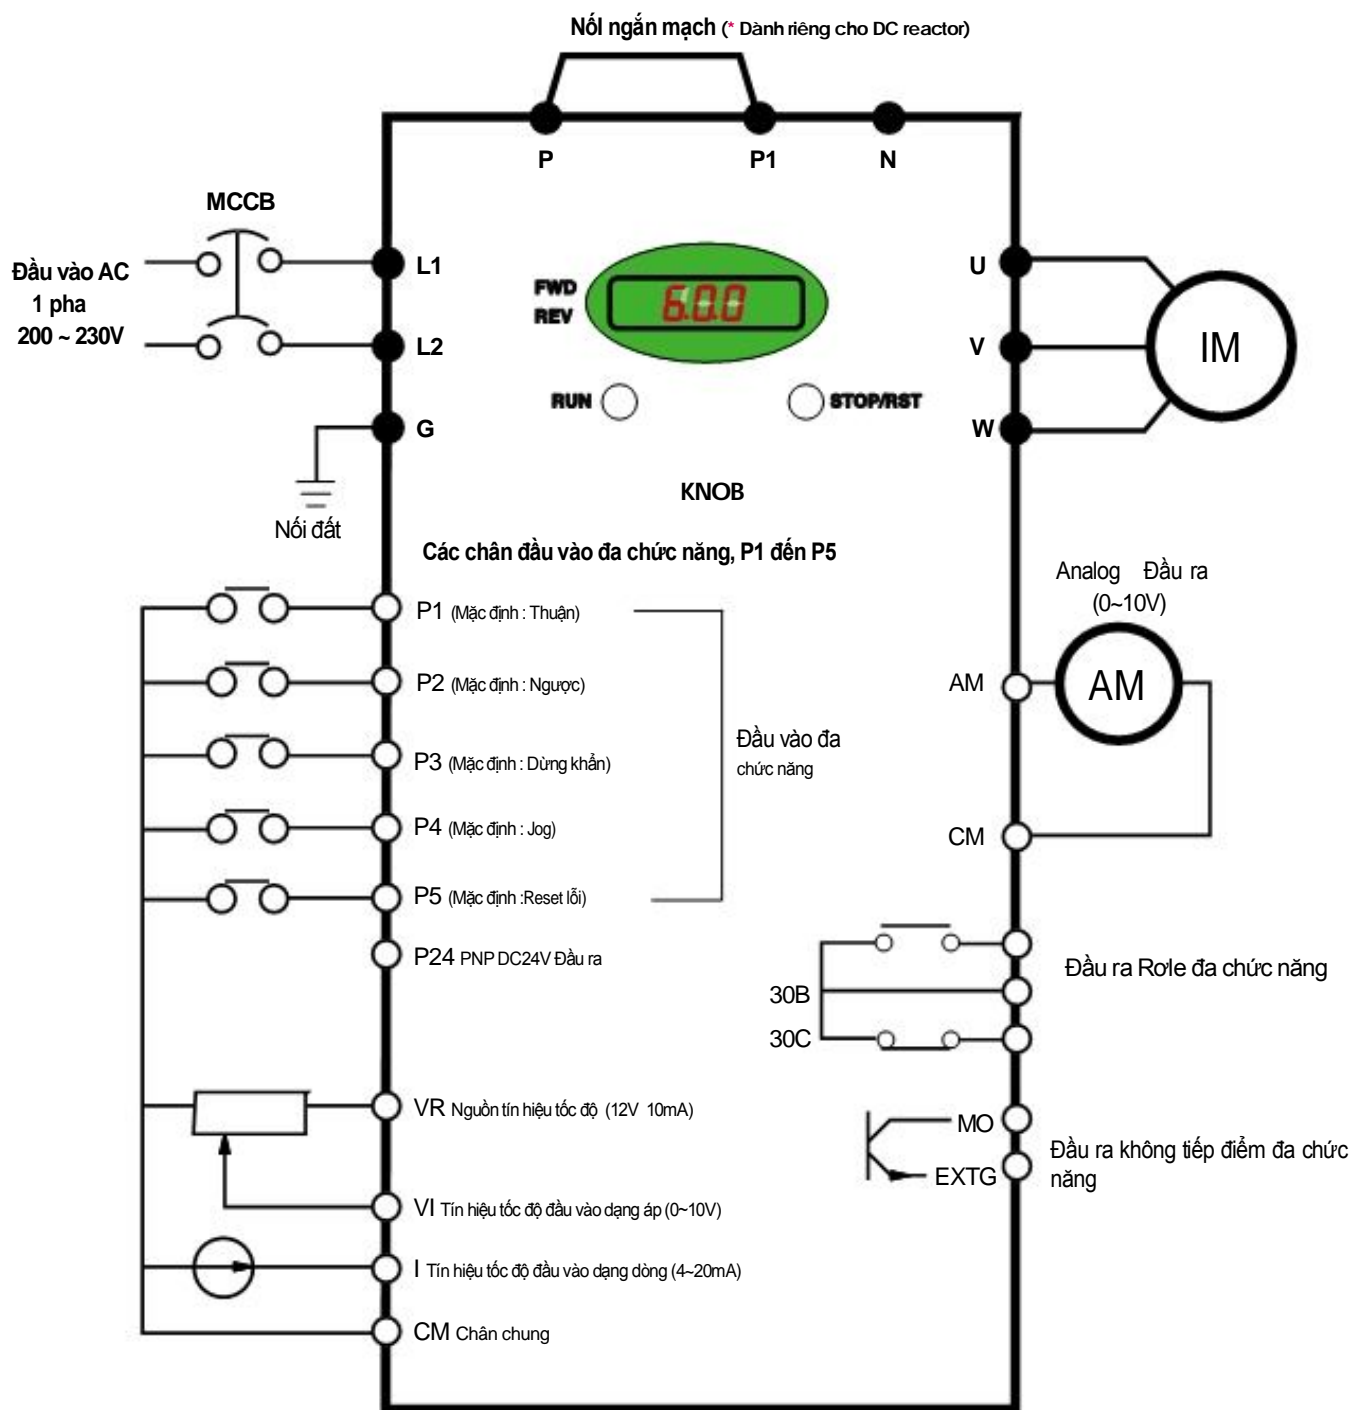 Nối ngắn mạch (* Dành riêng cho DC reactor)
P
P1
N
MCCB
Đầu vào AC
1 pha
200 ~ 230V
L1
L2
G
Nối đất
FWD
REV
6.0.0
RUN
STOP/RST
KNOB
U
V
W
IM
Các chân đầu vào đa chức năng, P1 đến P5
P1 (Mặc định : Thuận)
P2 (Mặc định : Ngược)
P3 (Mặc định : Dừng khẩn)
P4 (Mặc định : Jog)
P5 (Mặc định :Reset lỗi)
P24 PNP DC24V Đầu ra
Đầu vào đa
chức năng
Analog Đầu ra
(0~10V)
AM
AM
CM
30B
30C
Đầu ra Rơle đa chức năng
MO
EXTG
Đầu ra không tiếp điểm đa chức
năng
VR Nguồn tín hiệu tốc độ (12V 10mA)
VI Tín hiệu tốc độ đầu vào dạng áp (0~10V)
I Tín hiệu tốc độ đầu vào dạng dòng (4~20mA)
CM Chân chung